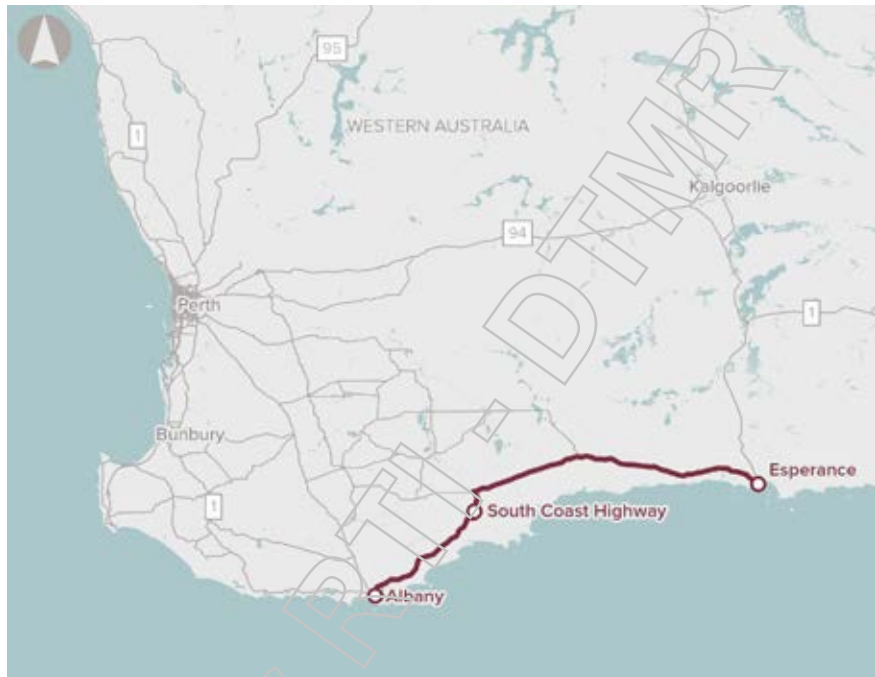 95
1
WESTERN AUSTRALIA
Kalgoorlie
94
Perth
1
Bunbury
Esperance
1
South Coast Highway
Albany
RTI - DTMR